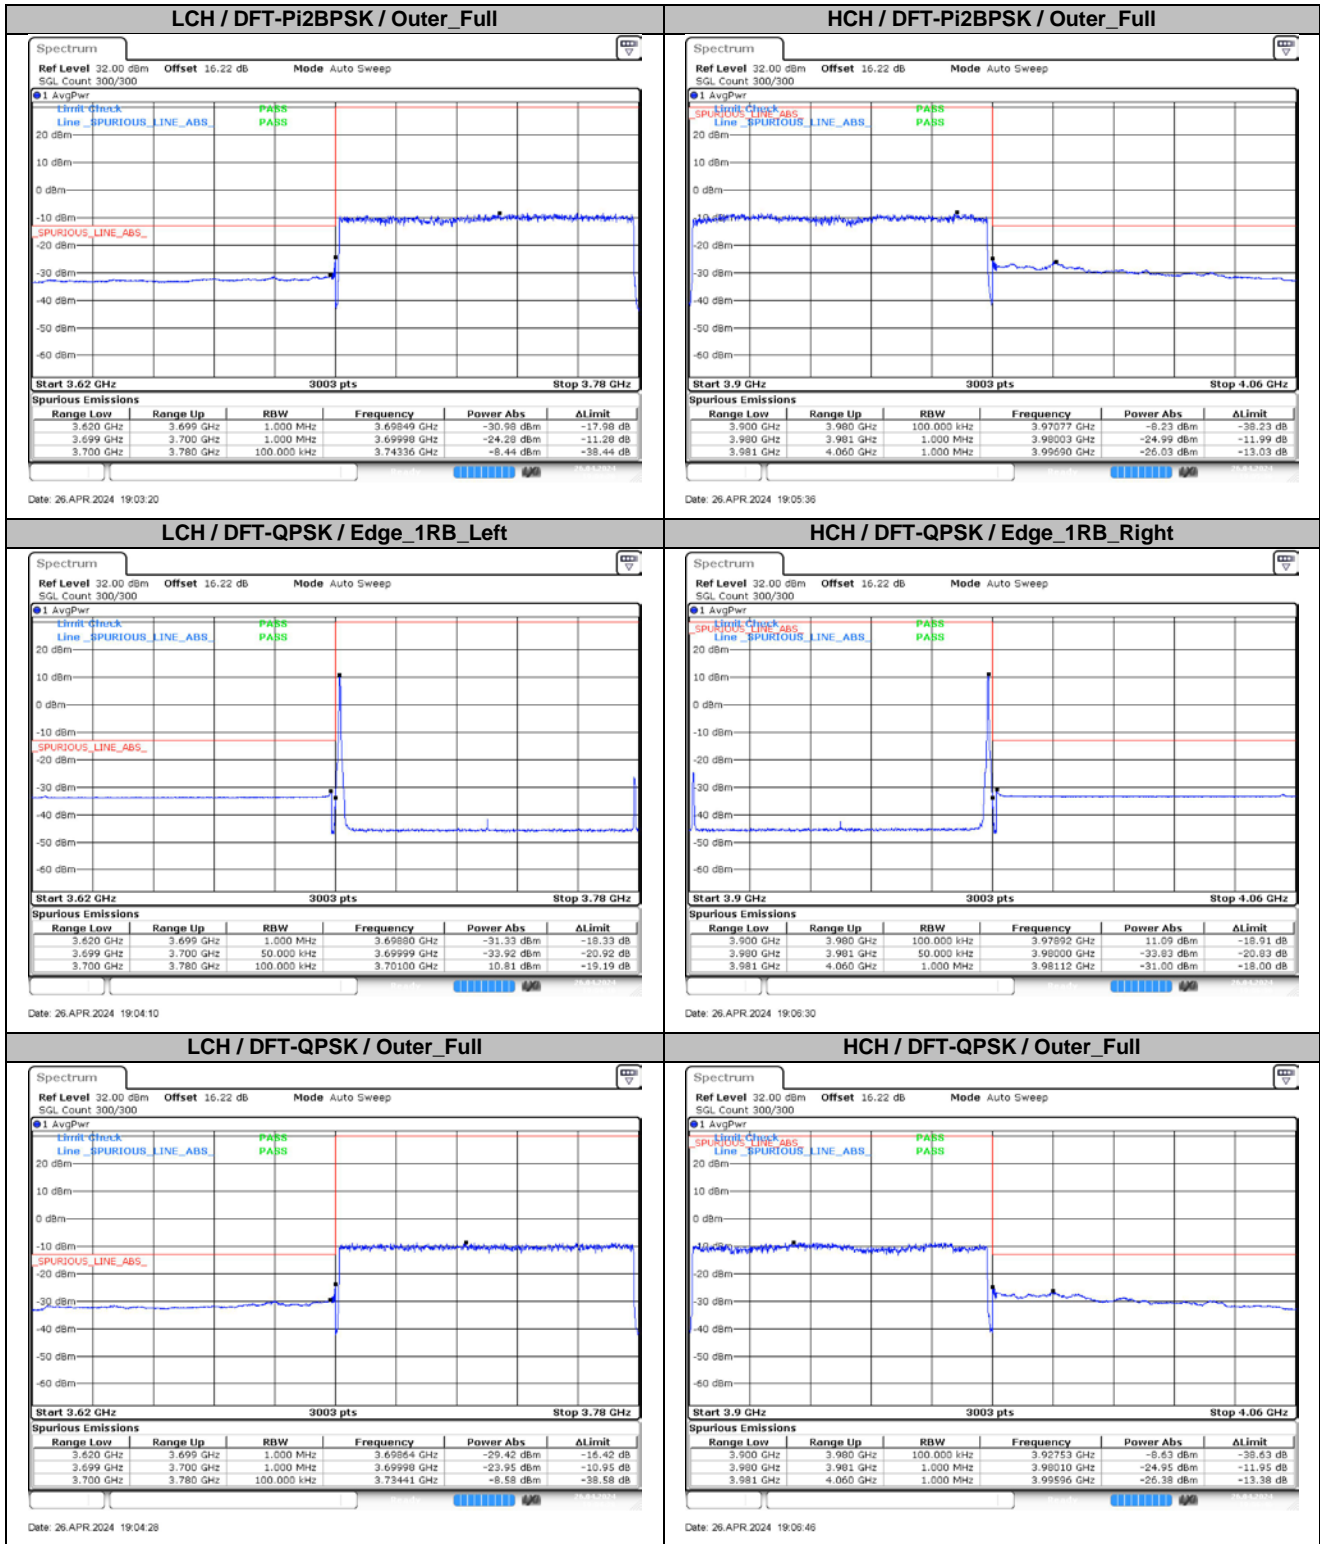 LCH / DFT-Pi2BPSK / Outer_Full
Spectrum
Ref Level 32.00 dBm Offset 16.22 dB Mode Auto Sweep
SGL Count 300/300
1 AvgPwr
Limit Check PASS
Line _SPURIOUS_LINE_ABS_ PASS
20 dBm
10 dBm
0 dBm
-10 dBm
_SPURIOUS_LINE_ABS_
-20 dBm
-30 dBm
-40 dBm
-50 dBm
-60 dBm
Start 3.62 GHz 3003 pts Stop 3.78 GHz
Spurious Emissions
Range Low Range Up RBW Frequency Power Abs ΔLimit
3.620 GHz 3.699 GHz 1.000 MHz 3.69849 GHz -30.98 dBm -17.98 dB
3.699 GHz 3.700 GHz 1.000 MHz 3.69998 GHz -24.28 dBm -11.28 dB
3.700 GHz 3.780 GHz 100.000 kHz 3.74336 GHz -8.44 dBm -38.44 dB
Date: 26.APR.2024 19:03:20
HCH / DFT-Pi2BPSK / Outer_Full
Spectrum
Ref Level 32.00 dBm Offset 16.22 dB Mode Auto Sweep
SGL Count 300/300
1 AvgPwr
Limit Check PASS
_SPURIOUS_LINE_ABS_
Line _SPURIOUS_LINE_ABS_ PASS
20 dBm
10 dBm
0 dBm
-10 dBm
-20 dBm
-30 dBm
-40 dBm
-50 dBm
-60 dBm
Start 3.9 GHz 3003 pts Stop 4.06 GHz
Spurious Emissions
Range Low Range Up RBW Frequency Power Abs ΔLimit
3.900 GHz 3.980 GHz 100.000 kHz 3.97077 GHz -8.23 dBm -38.23 dB
3.980 GHz 3.981 GHz 1.000 MHz 3.98003 GHz -24.99 dBm -11.99 dB
3.981 GHz 4.060 GHz 1.000 MHz 3.99690 GHz -26.03 dBm -13.03 dB
Date: 26.APR.2024 19:05:36
LCH / DFT-QPSK / Edge_1RB_Left
Spectrum
Ref Level 32.00 dBm Offset 16.22 dB Mode Auto Sweep
SGL Count 300/300
1 AvgPwr
Limit Check PASS
Line _SPURIOUS_LINE_ABS_ PASS
20 dBm
10 dBm
0 dBm
-10 dBm
_SPURIOUS_LINE_ABS_
-20 dBm
-30 dBm
-40 dBm
-50 dBm
-60 dBm
Start 3.62 GHz 3003 pts Stop 3.78 GHz
Spurious Emissions
Range Low Range Up RBW Frequency Power Abs ΔLimit
3.620 GHz 3.699 GHz 1.000 MHz 3.69880 GHz -31.33 dBm -18.33 dB
3.699 GHz 3.700 GHz 50.000 kHz 3.69999 GHz -33.92 dBm -20.92 dB
3.700 GHz 3.780 GHz 100.000 kHz 3.70100 GHz 10.81 dBm -19.19 dB
Date: 26.APR.2024 19:04:10
HCH / DFT-QPSK / Edge_1RB_Right
Spectrum
Ref Level 32.00 dBm Offset 16.22 dB Mode Auto Sweep
SGL Count 300/300
1 AvgPwr
Limit Check PASS
_SPURIOUS_LINE_ABS_
Line _SPURIOUS_LINE_ABS_ PASS
20 dBm
10 dBm
0 dBm
-10 dBm
-20 dBm
-30 dBm
-40 dBm
-50 dBm
-60 dBm
Start 3.9 GHz 3003 pts Stop 4.06 GHz
Spurious Emissions
Range Low Range Up RBW Frequency Power Abs ΔLimit
3.900 GHz 3.980 GHz 100.000 kHz 3.97892 GHz 11.09 dBm -18.91 dB
3.980 GHz 3.981 GHz 50.000 kHz 3.98000 GHz -33.83 dBm -20.83 dB
3.981 GHz 4.060 GHz 1.000 MHz 3.98112 GHz -31.00 dBm -18.00 dB
Date: 26.APR.2024 19:06:30
LCH / DFT-QPSK / Outer_Full
Spectrum
Ref Level 32.00 dBm Offset 16.22 dB Mode Auto Sweep
SGL Count 300/300
1 AvgPwr
Limit Check PASS
Line _SPURIOUS_LINE_ABS_ PASS
20 dBm
10 dBm
0 dBm
-10 dBm
_SPURIOUS_LINE_ABS_
-20 dBm
-30 dBm
-40 dBm
-50 dBm
-60 dBm
Start 3.62 GHz 3003 pts Stop 3.78 GHz
Spurious Emissions
Range Low Range Up RBW Frequency Power Abs ΔLimit
3.620 GHz 3.699 GHz 1.000 MHz 3.69864 GHz -29.42 dBm -16.42 dB
3.699 GHz 3.700 GHz 1.000 MHz 3.69998 GHz -23.95 dBm -10.95 dB
3.700 GHz 3.780 GHz 100.000 kHz 3.73441 GHz -8.58 dBm -38.58 dB
Date: 26.APR.2024 19:04:28
HCH / DFT-QPSK / Outer_Full
Spectrum
Ref Level 32.00 dBm Offset 16.22 dB Mode Auto Sweep
SGL Count 300/300
1 AvgPwr
Limit Check PASS
_SPURIOUS_LINE_ABS_
Line _SPURIOUS_LINE_ABS_ PASS
20 dBm
10 dBm
0 dBm
-10 dBm
-20 dBm
-30 dBm
-40 dBm
-50 dBm
-60 dBm
Start 3.9 GHz 3003 pts Stop 4.06 GHz
Spurious Emissions
Range Low Range Up RBW Frequency Power Abs ΔLimit
3.900 GHz 3.980 GHz 100.000 kHz 3.92753 GHz -8.63 dBm -38.63 dB
3.980 GHz 3.981 GHz 1.000 MHz 3.98010 GHz -24.95 dBm -11.95 dB
3.981 GHz 4.060 GHz 1.000 MHz 3.99596 GHz -26.38 dBm -13.38 dB
Date: 26.APR.2024 19:06:46